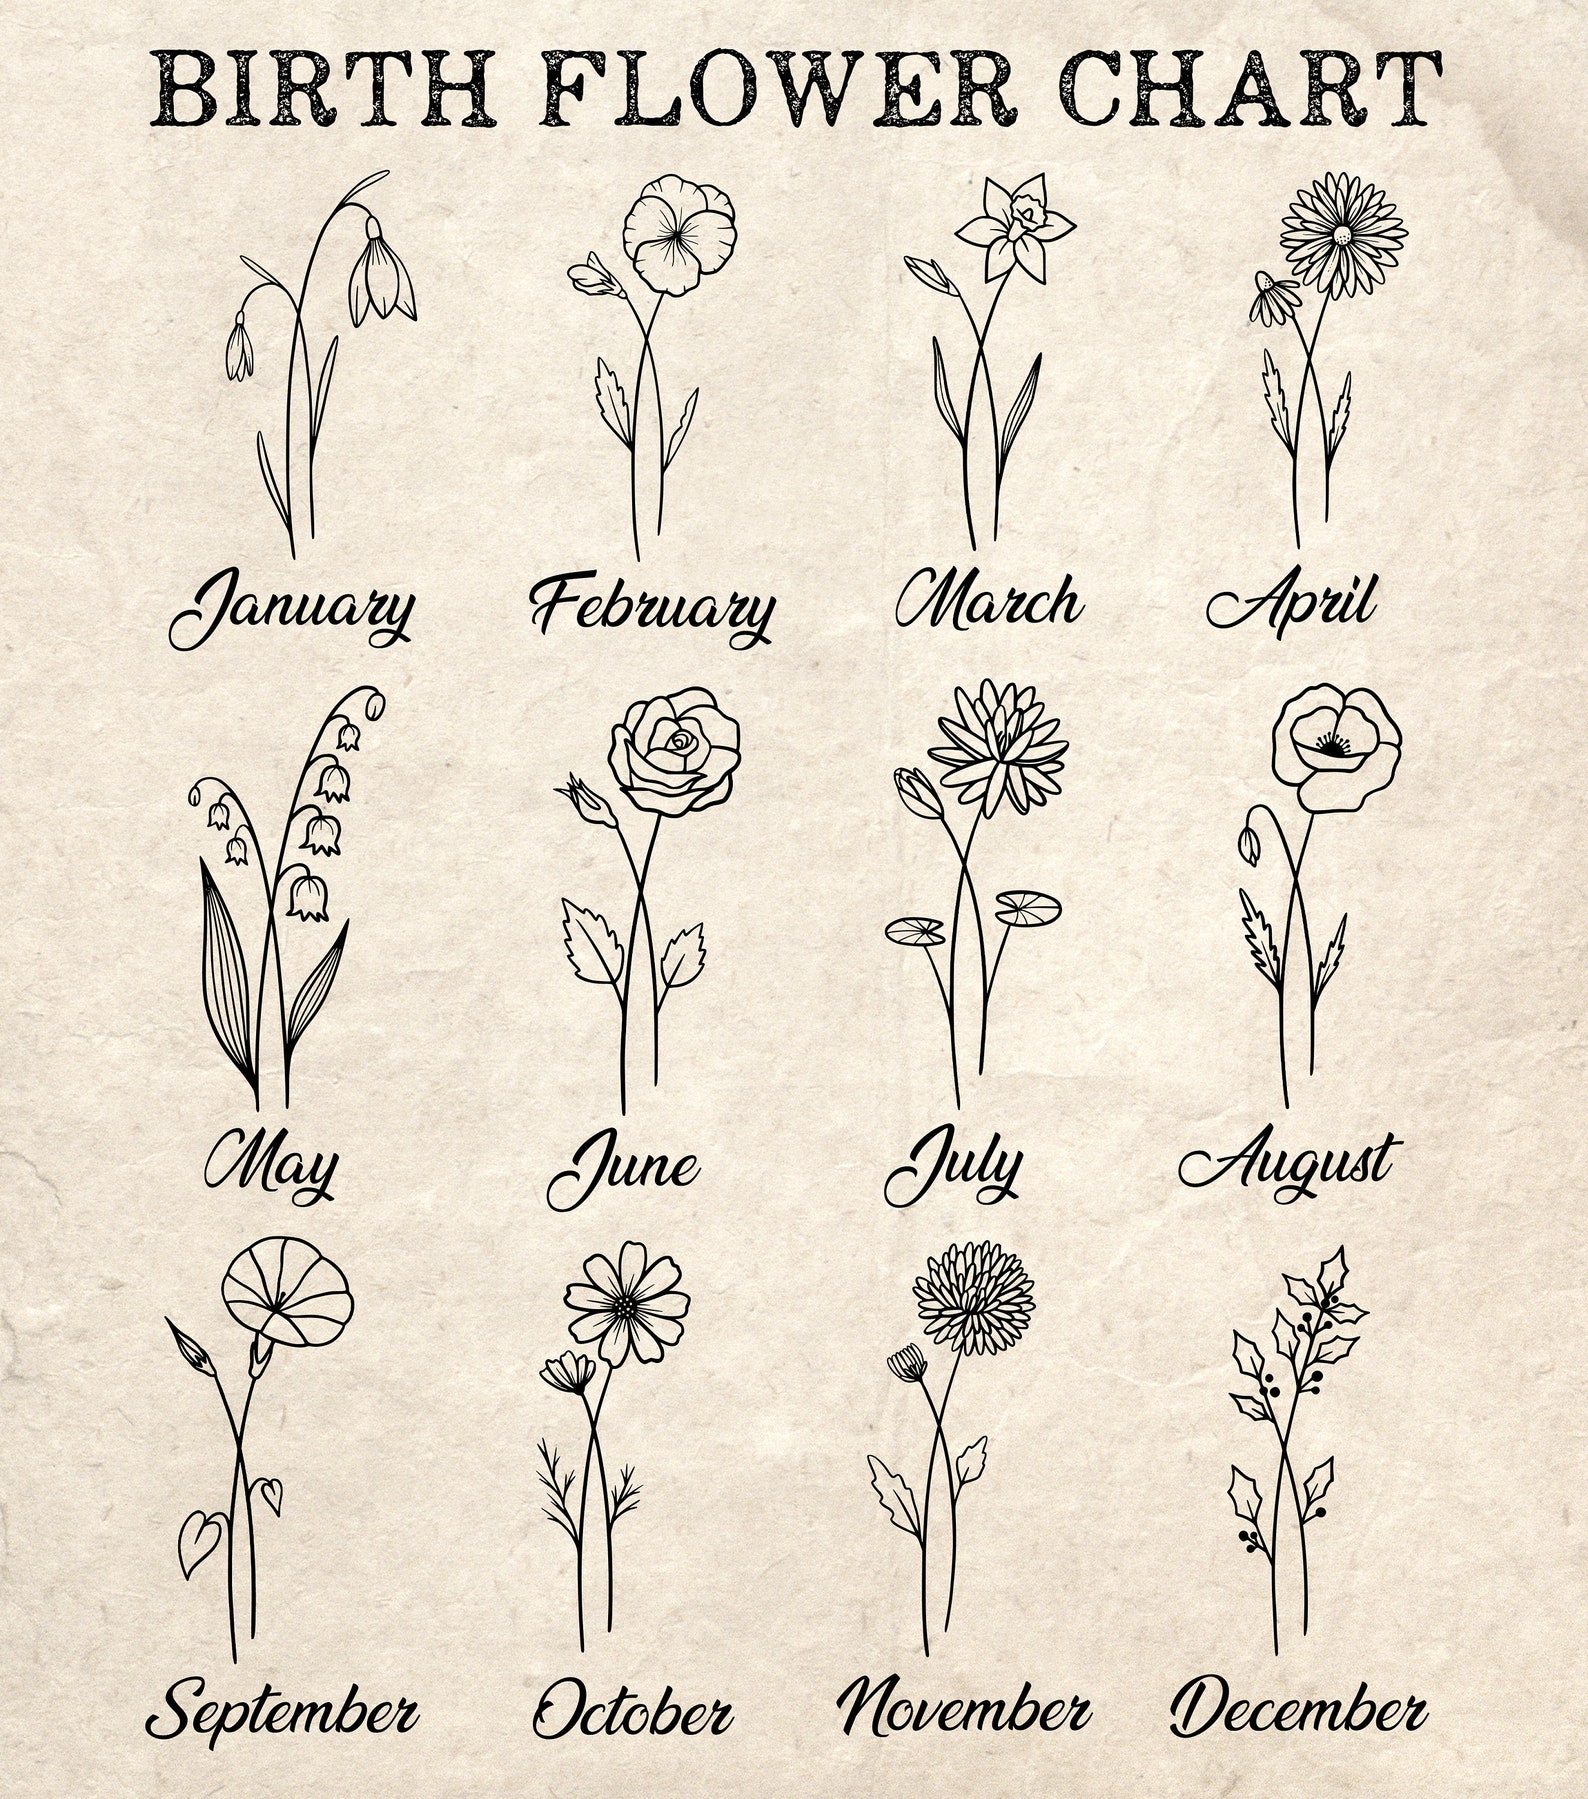 BIRTH FLOWER CHART
January February March April
May June July August
September October November December